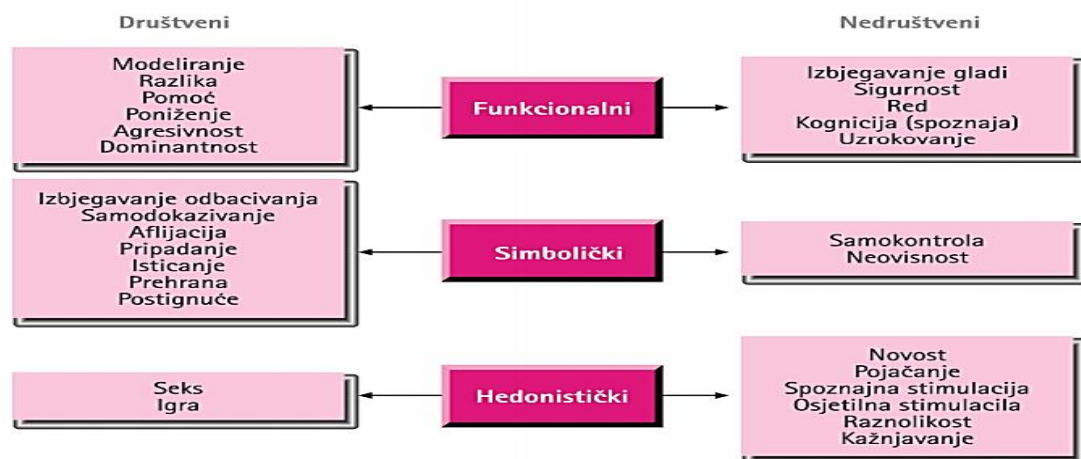 Društveni
Nedruštveni
Modeliranje
Razlika
Pomoć
Poniženje
Agresivnost
Dominantnost
Funkcionalni
Izbjegavanje gladi
Sigurnost
Red
Kognicija (spoznaja)
Uzrokovanje
Izbjegavanje odbacivanja
Samodokazivanje
Aflijacija
Pripadanje
Isticanje
Prehrana
Postignuće
Simbolički
Samokontrola
Neovisnost
Seks
Igra
Hedonistički
Novost
Pojačanje
Spoznajna stimulacija
Osjetilna stimulacila
Raznolikost
Kažnjavanje